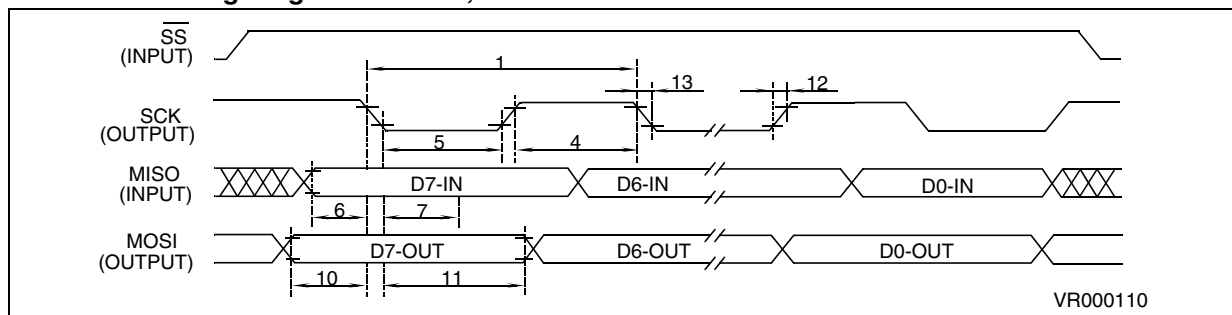 SS
(INPUT)
1
13
12
SCK
(OUTPUT)
5
4
MISO
(INPUT)
D7-IN
D6-IN
D0-IN
6
7
MOSI
(OUTPUT)
D7-OUT
D6-OUT
D0-OUT
10
11
VR000110